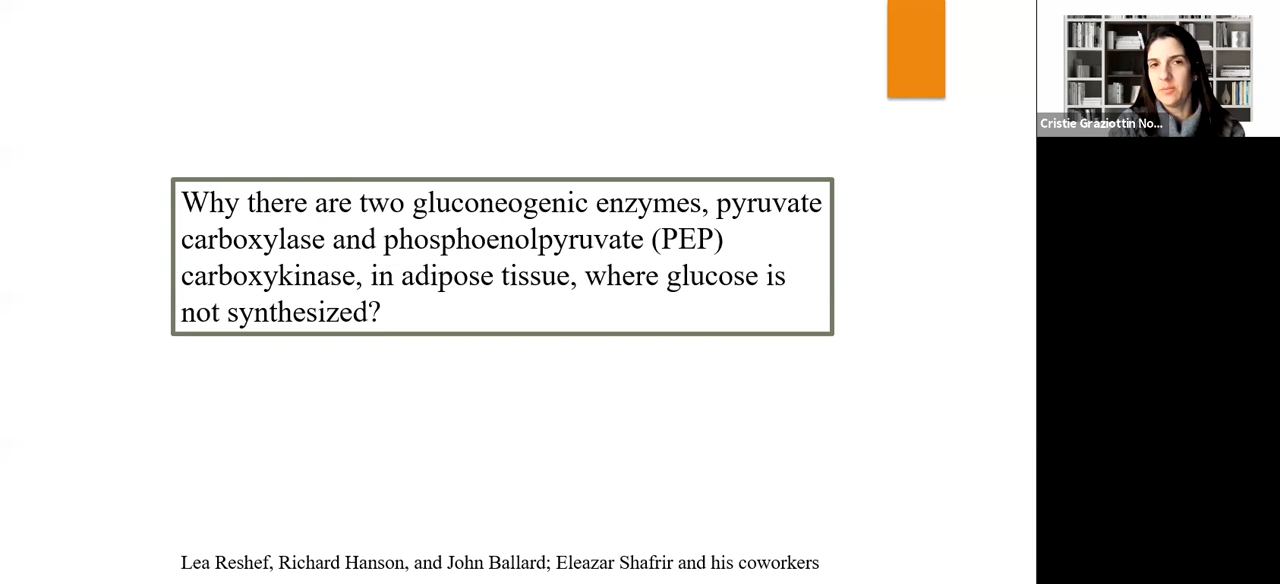 Why there are two gluconeogenic enzymes, pyruvate
carboxylase and phosphoenolpyruvate (PEP)
carboxykinase, in adipose tissue, where glucose is
not synthesized?
Lea Reshef, Richard Hanson, and John Ballard; Eleazar Shafrir and his coworkers
Cristie Graziottin No...